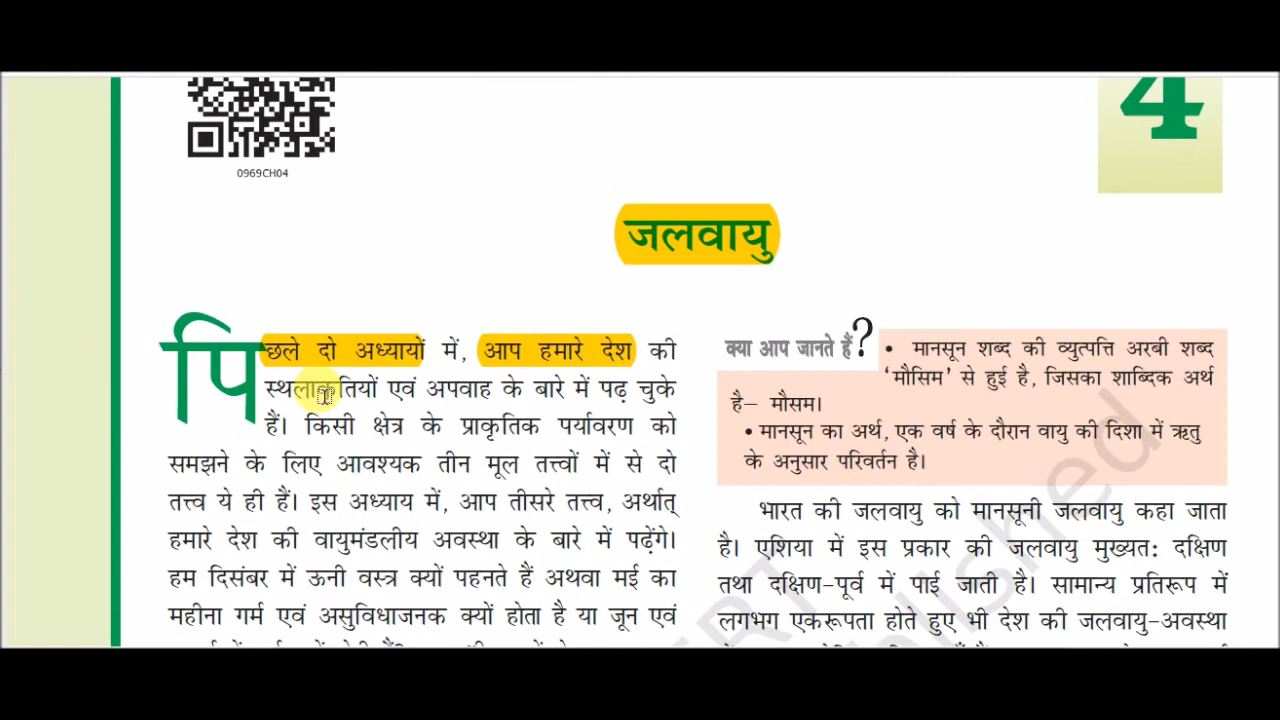 0969CH04
4
जलवायु
पिछले दो अध्यायों में, आप हमारे देश की
स्थलाकृतियों एवं अपवाह के बारे में पढ़ चुके
हैं। किसी क्षेत्र के प्राकृतिक पर्यावरण को
समझने के लिए आवश्यक तीन मूल तत्त्वों में से दो
तत्त्व ये ही हैं। इस अध्याय में, आप तीसरे तत्त्व, अर्थात्
हमारे देश की वायुमंडलीय अवस्था के बारे में पढ़ेंगे।
हम दिसंबर में ऊनी वस्त्र क्यों पहनते हैं अथवा मई का
महीना गर्म एवं असुविधाजनक क्यों होता है या जून एवं
क्या आप जानते हैं?
• मानसून शब्द की व्युत्पत्ति अरबी शब्द
‘मौसिम’ से हुई है, जिसका शाब्दिक अर्थ
है– मौसम।
• मानसून का अर्थ, एक वर्ष के दौरान वायु की दिशा में ऋतु
के अनुसार परिवर्तन है।
भारत की जलवायु को मानसूनी जलवायु कहा जाता
है। एशिया में इस प्रकार की जलवायु मुख्यतः दक्षिण
तथा दक्षिण-पूर्व में पाई जाती है। सामान्य प्रतिरूप में
लगभग एकरूपता होते हुए भी देश की जलवायु-अवस्था